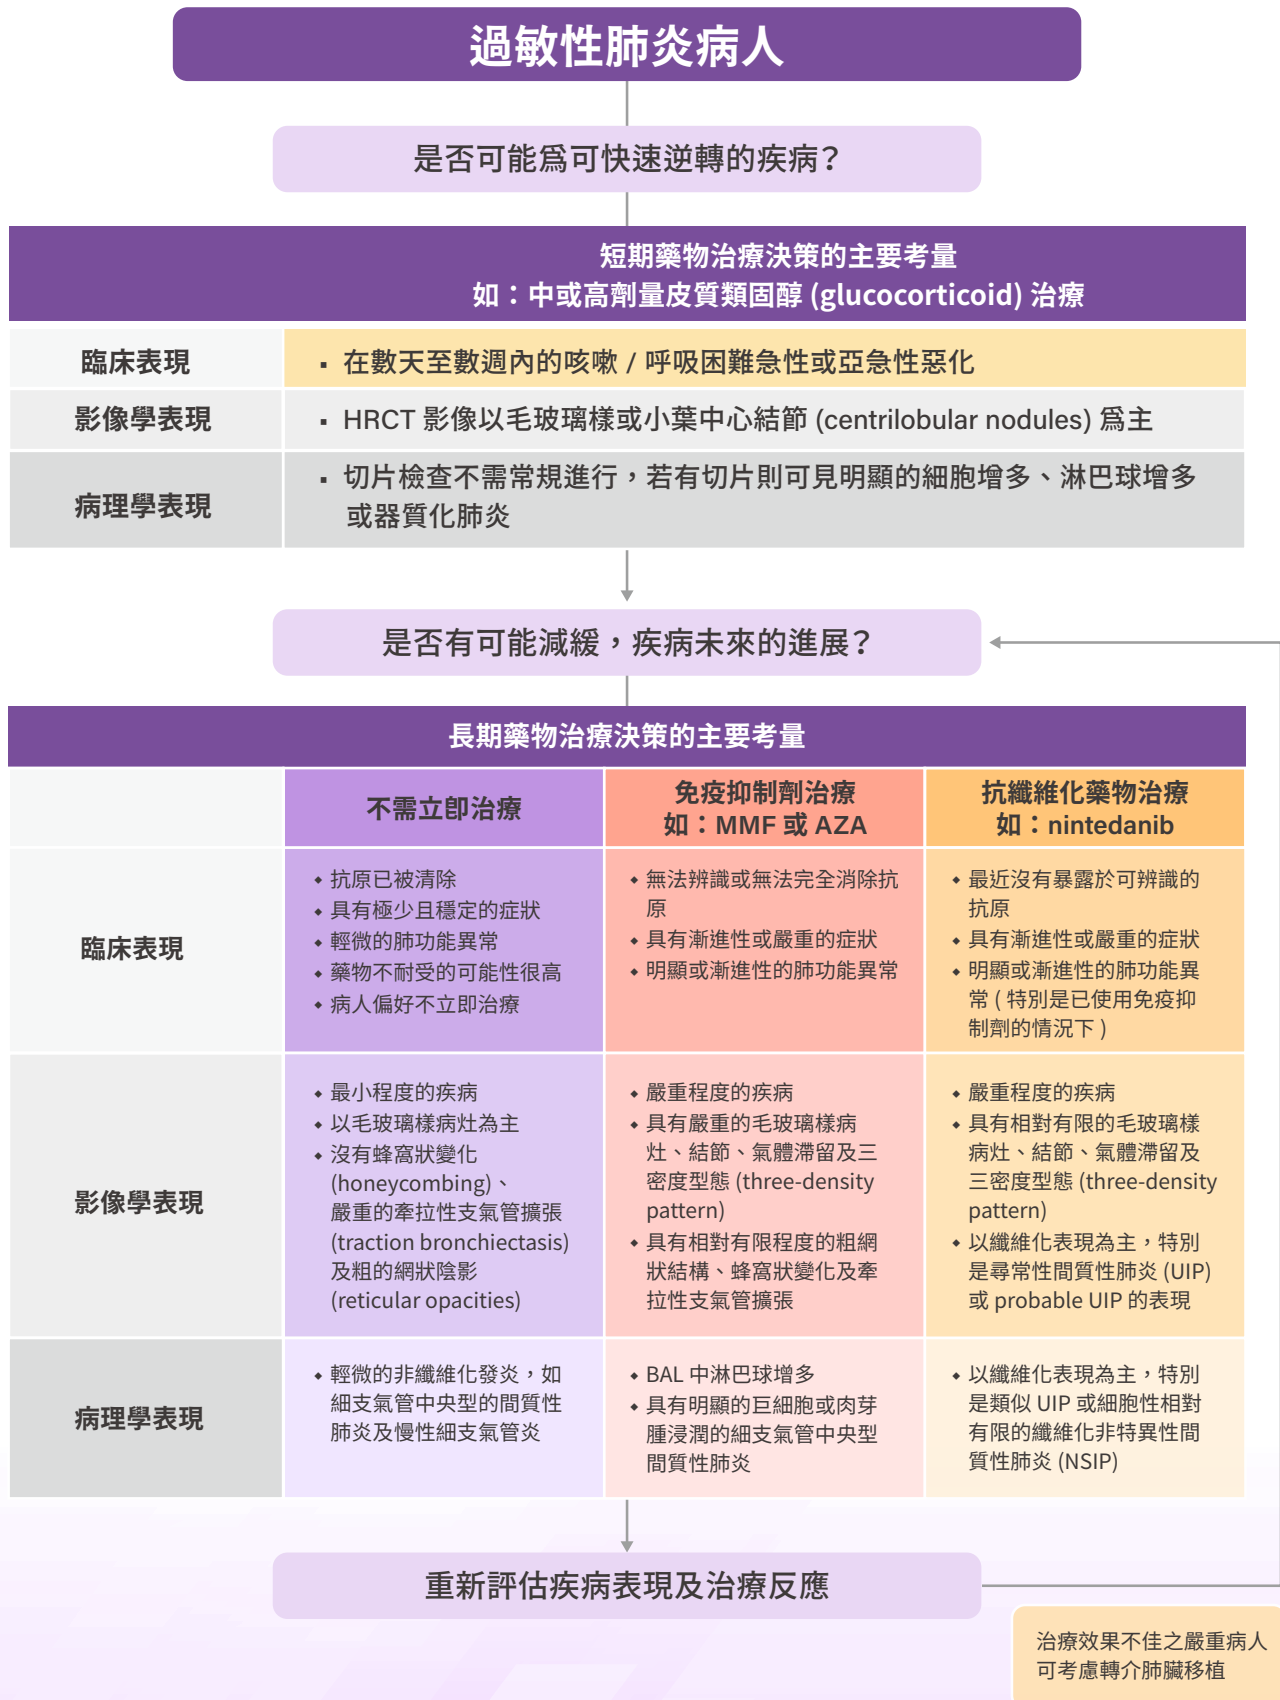 過敏性肺炎病人
是否可能爲可快速逆轉的疾病？
短期藥物治療決策的主要考量
如：中或高劑量皮質類固醇 (glucocorticoid) 治療
臨床表現
▪ 在數天至數週內的咳嗽 / 呼吸困難急性或亞急性惡化
影像學表現
▪ HRCT 影像以毛玻璃樣或小葉中心結節 (centrilobular nodules) 爲主
病理學表現
▪ 切片檢查不需常規進行，若有切片則可見明顯的細胞增多、淋巴球增多
或器質化肺炎
是否有可能減緩，疾病未來的進展？
長期藥物治療決策的主要考量
不需立卽治療
免疫抑制劑治療
如：MMF 或 AZA
抗纖維化藥物治療
如：nintedanib
臨床表現
◆ 抗原已被清除
◆ 具有極少且穩定的症狀
◆ 輕微的肺功能異常
◆ 藥物不耐受的可能性很高
◆ 病人偏好不立即治療
◆ 無法辨識或無法完全消除抗
原
◆ 具有漸進性或嚴重的症狀
◆ 明顯或漸進性的肺功能異常
◆ 最近沒有暴露於可辨識的
抗原
◆ 具有漸進性或嚴重的症狀
◆ 明顯或漸進性的肺功能異
常 ( 特別是已使用免疫抑
制劑的情況下 )
影像學表現
◆ 最小程度的疾病
◆ 以毛玻璃樣病灶為主
◆ 沒有蜂窩狀變化
(honeycombing)、
嚴重的牽拉性支氣管擴張
(traction bronchiectasis)
及粗的網狀陰影
(reticular opacities)
◆ 嚴重程度的疾病
◆ 具有嚴重的毛玻璃樣病
灶、結節、氣體滯留及三
密度型態 (three-density
pattern)
◆ 具有相對有限程度的粗網
狀結構、蜂窩狀變化及牽
拉性支氣管擴張
◆ 嚴重程度的疾病
◆ 具有相對有限的毛玻璃樣
病灶、結節、氣體滯留及
三密度型態 (three-density
pattern)
◆ 以纖維化表現為主，特別
是尋常性間質性肺炎 (UIP)
或 probable UIP 的表現
病理學表現
◆ 輕微的非纖維化發炎，如
細支氣管中央型的間質性
肺炎及慢性細支氣管炎
◆ BAL 中淋巴球增多
◆ 具有明顯的巨細胞或肉芽
腫浸潤的細支氣管中央型
間質性肺炎
◆ 以纖維化表現為主，特別
是類似 UIP 或細胞性相對
有限的纖維化非特異性間
質性肺炎 (NSIP)
重新評估疾病表現及治療反應
治療效果不佳之嚴重病人
可考慮轉介肺臟移植